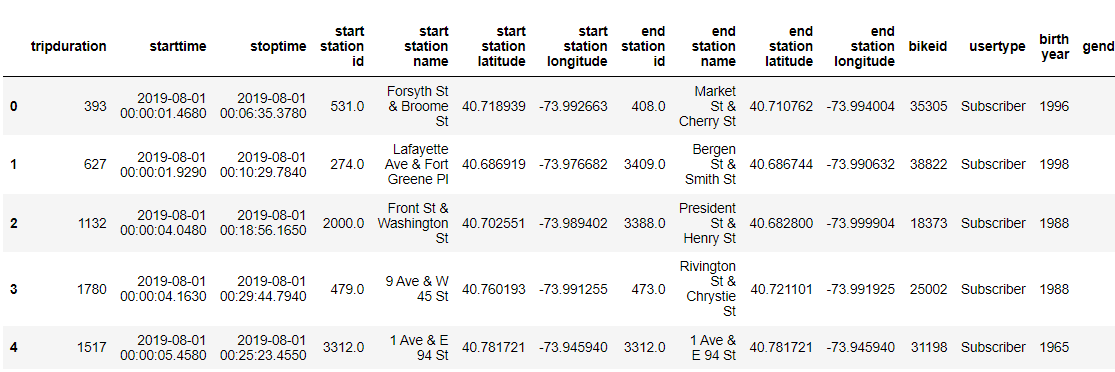 tripduration starttime stoptime start station id start station name start station latitude start station longitude end station id end station name end station latitude end station longitude bikeid usertype birth year gend
0 393 2019-08-01 00:00:01.4680 2019-08-01 00:06:35.3780 531.0 Forsyth St & Broome St 40.718939 -73.992663 408.0 Market St & Cherry St 40.710762 -73.994004 35305 Subscriber 1996
1 627 2019-08-01 00:00:01.9290 2019-08-01 00:10:29.7840 274.0 Lafayette Ave & Fort Greene Pl 40.686919 -73.976682 3409.0 Bergen St & Smith St 40.686744 -73.990632 38822 Subscriber 1998
2 1132 2019-08-01 00:00:04.0480 2019-08-01 00:18:56.1650 2000.0 Front St & Washington St 40.702551 -73.989402 3388.0 President St & Henry St 40.682800 -73.999904 18373 Subscriber 1988
3 1780 2019-08-01 00:00:04.1630 2019-08-01 00:29:44.7940 479.0 9 Ave & W 45 St 40.760193 -73.991255 473.0 Rivington St & Chrystie St 40.721101 -73.991925 25002 Subscriber 1988
4 1517 2019-08-01 00:00:05.4580 2019-08-01 00:25:23.4550 3312.0 1 Ave & E 94 St 40.781721 -73.945940 3312.0 1 Ave & E 94 St 40.781721 -73.945940 31198 Subscriber 1965